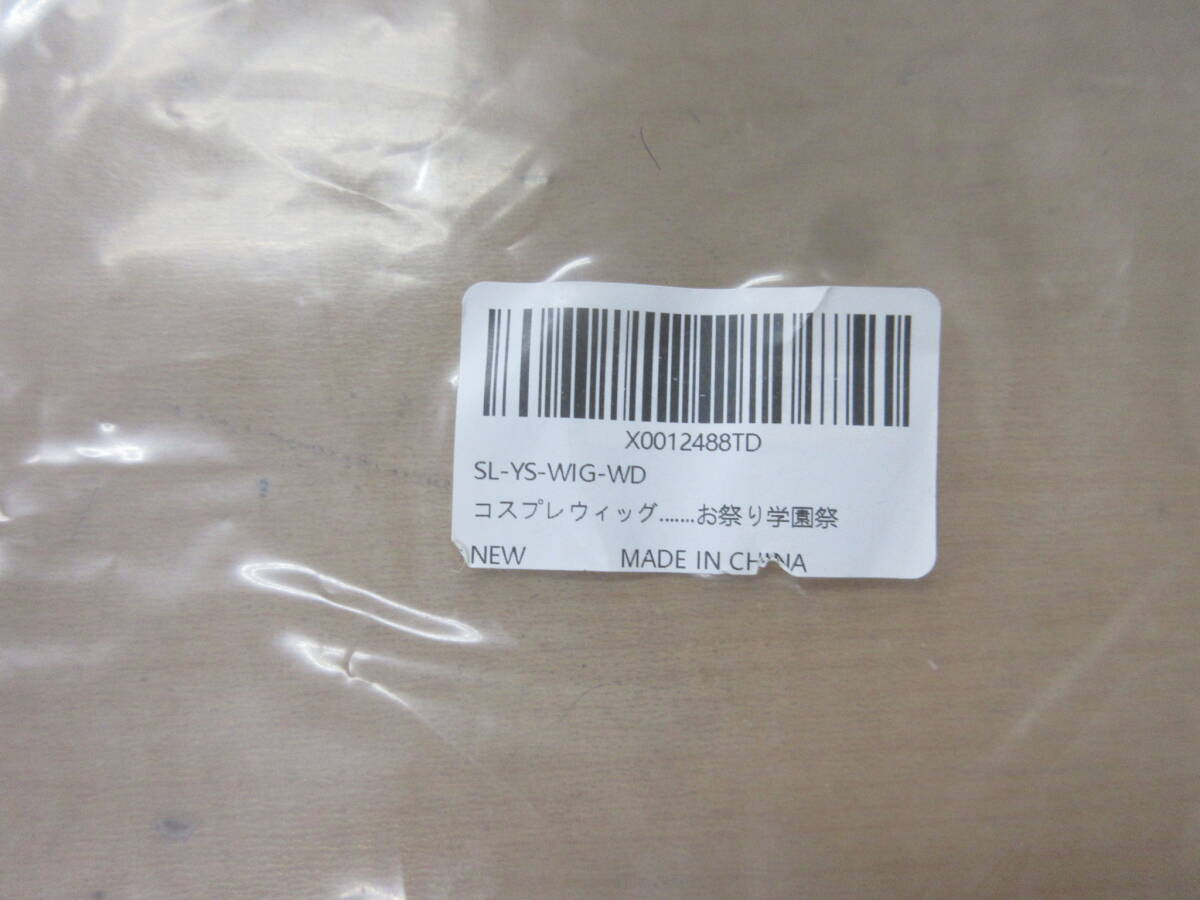 X0012488TD
SL-YS-WIG-WD
コスプレウィッグ.......お祭り学園祭
NEW MADE IN CHINA